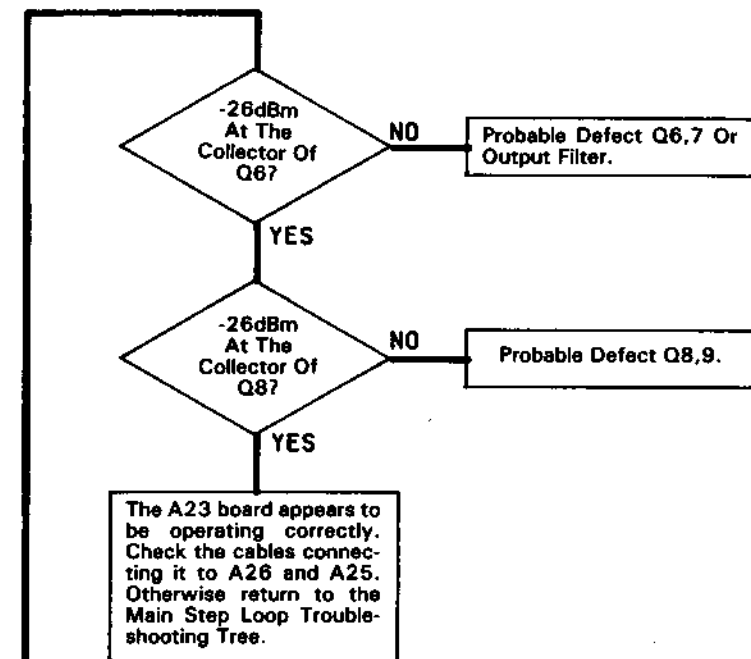 -26dBm
At The
Collector Of
Q6?
NO
Probable Defect Q6,7 Or
Output Filter.
YES
-26dBm
At The
Collector Of
Q8?
NO
Probable Defect Q8,9.
YES
The A23 board appears to
be operating correctly.
Check the cables connec-
ting it to A26 and A25.
Otherwise return to the
Main Step Loop Trouble-
shooting Tree.